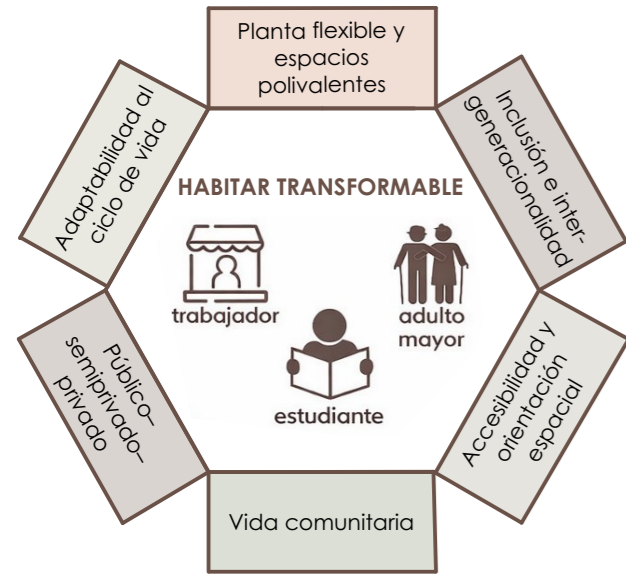 Planta flexible y
espacios
polivalentes
Inclusión e inter-
generacionalidad
Accesibilidad y
orientación
espacial
Vida comunitaria
Público–
semiprivado–
privado
Adaptabilidad al
ciclo de vida
HABITAR TRANSFORMABLE
trabajador
adulto
mayor
estudiante